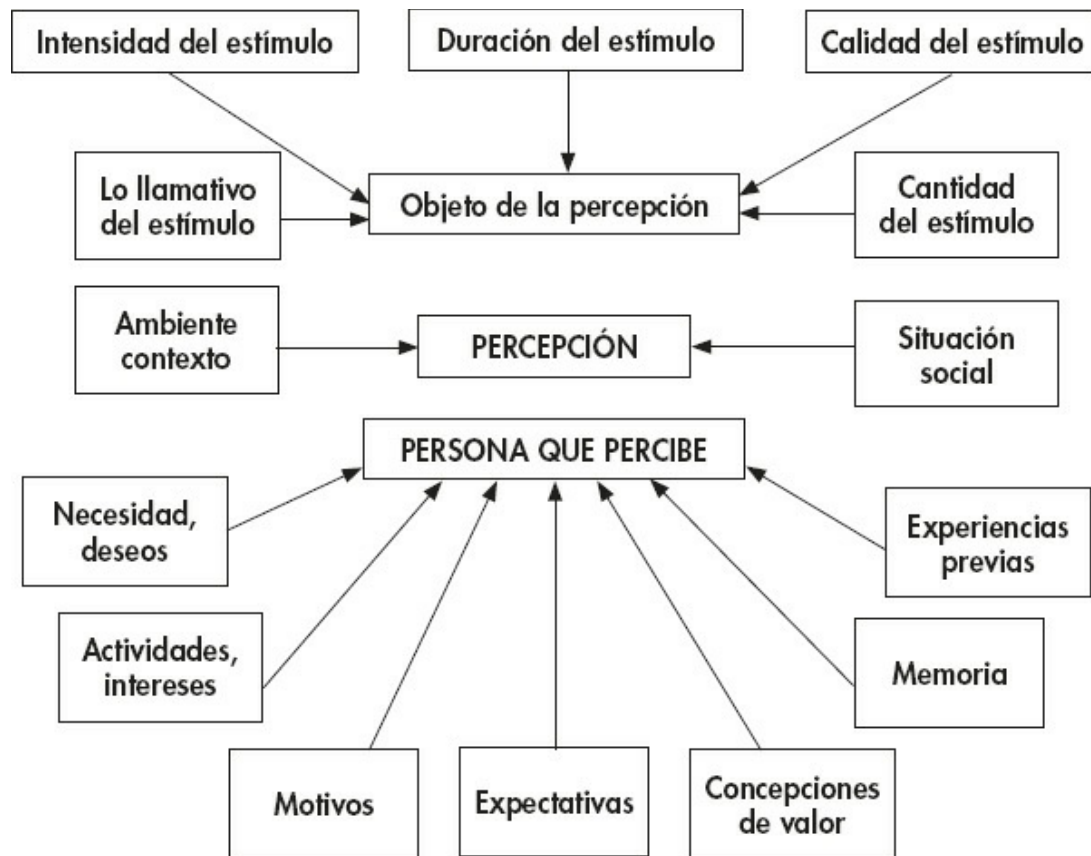 Intensidad del estímulo
Duración del estímulo
Calidad del estímulo
Lo llamativo
del estímulo
Objeto de la percepción
Cantidad
del estímulo
Ambiente
contexto
PERCEPCIÓN
Situación
social
PERSONA QUE PERCIBE
Necesidad,
deseos
Experiencias
previas
Actividades,
intereses
Memoria
Motivos
Expectativas
Concepciones
de valor